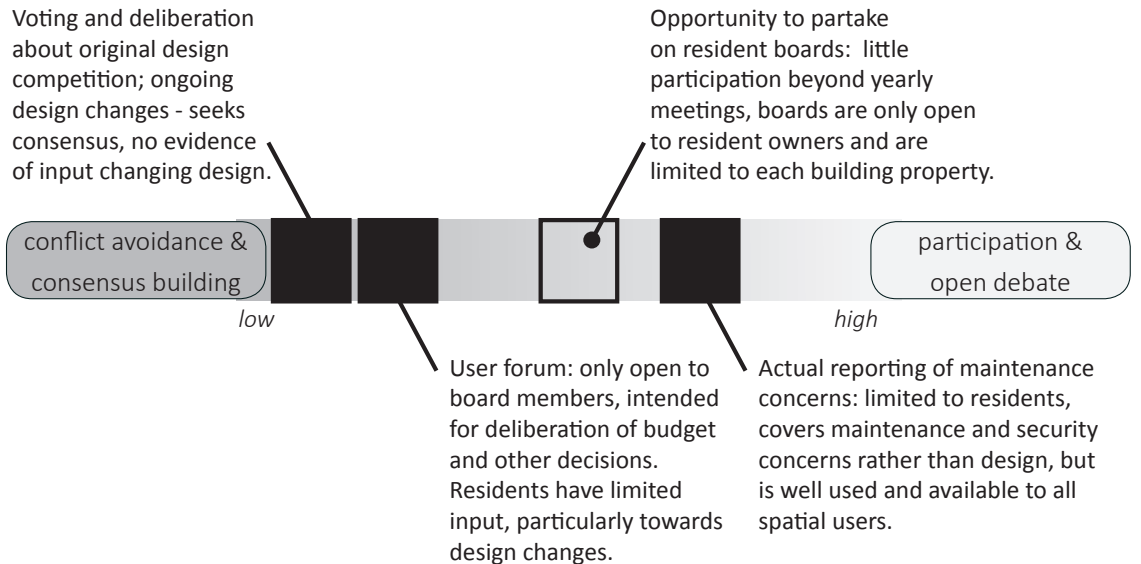 Voting and deliberation
about original design
competition; ongoing
design changes - seeks
consensus, no evidence
of input changing design.
Opportunity to partake
on resident boards:  little
participation beyond yearly
meetings, boards are only open
to resident owners and are
limited to each building property.
conflict avoidance &
consensus building
participation &
open debate
low
high
User forum: only open to
board members, intended
for deliberation of budget
and other decisions.
Residents have limited
input, particularly towards
design changes.
Actual reporting of maintenance
concerns: limited to residents,
covers maintenance and security
concerns rather than design, but
is well used and available to all
spatial users.